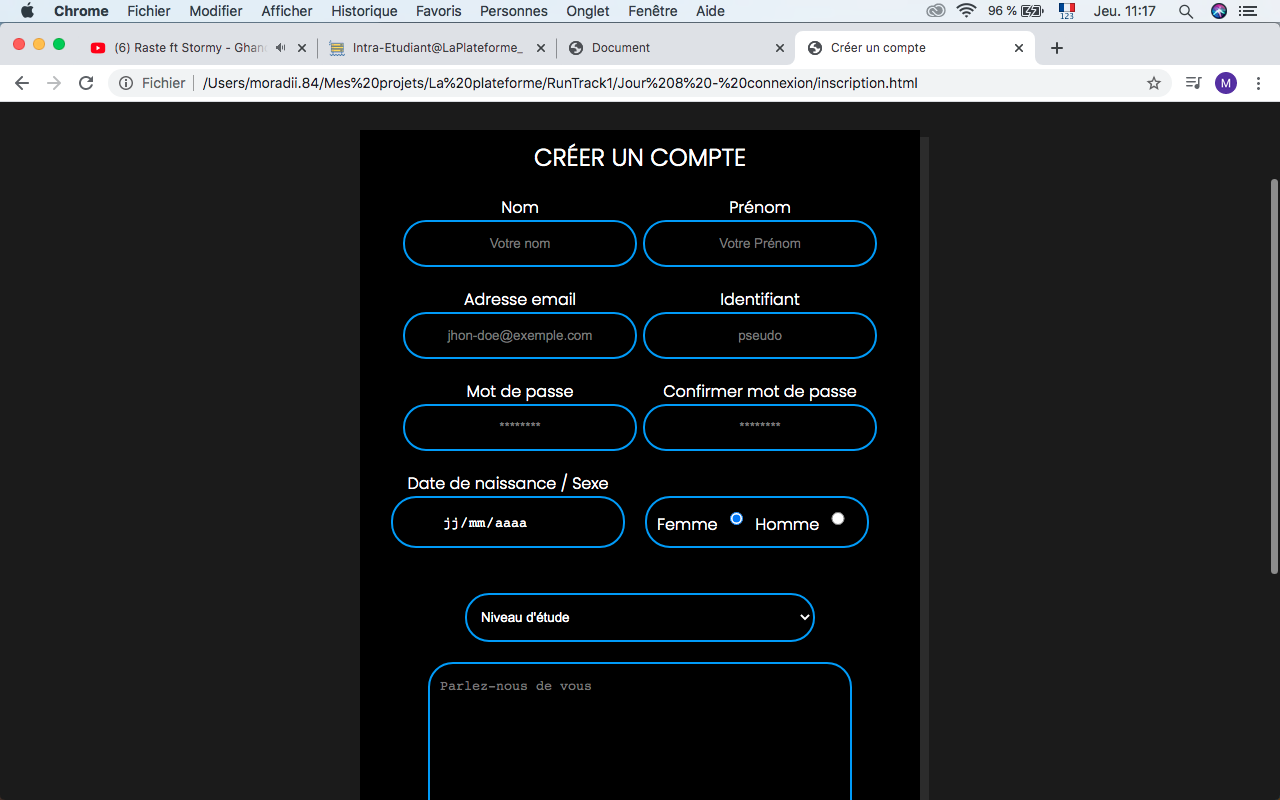 Chrome Fichier Modifier Afficher Historique Favoris Personnes Onglet Fenêtre Aide 96 % 123 Jeu. 11:17
(6) Raste ft Stormy - Ghan Intra-Etudiant@LaPlateforme_ Document Créer un compte
Fichier /Users/moradii.84/Mes%20projets/La%20plateforme/RunTrack1/Jour%208%20-%20connexion/inscription.html M
CRÉER UN COMPTE
Nom Prénom
Votre nom Votre Prénom
Adresse email Identifiant
jhon-doe@exemple.com pseudo
Mot de passe Confirmer mot de passe
******** ********
Date de naissance / Sexe
jj/mm/aaaa Femme Homme
Niveau d'étude
Parlez-nous de vous